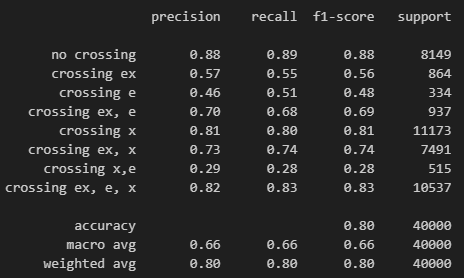 precision recall f1-score support
no crossing 0.88 0.89 0.88 8149
crossing ex 0.57 0.55 0.56 864
crossing e 0.46 0.51 0.48 334
crossing ex, e 0.70 0.68 0.69 937
crossing x 0.81 0.80 0.81 11173
crossing ex, x 0.73 0.74 0.74 7491
crossing x,e 0.29 0.28 0.28 515
crossing ex, e, x 0.82 0.83 0.83 10537
accuracy 0.80 40000
macro avg 0.66 0.66 0.66 40000
weighted avg 0.80 0.80 0.80 40000